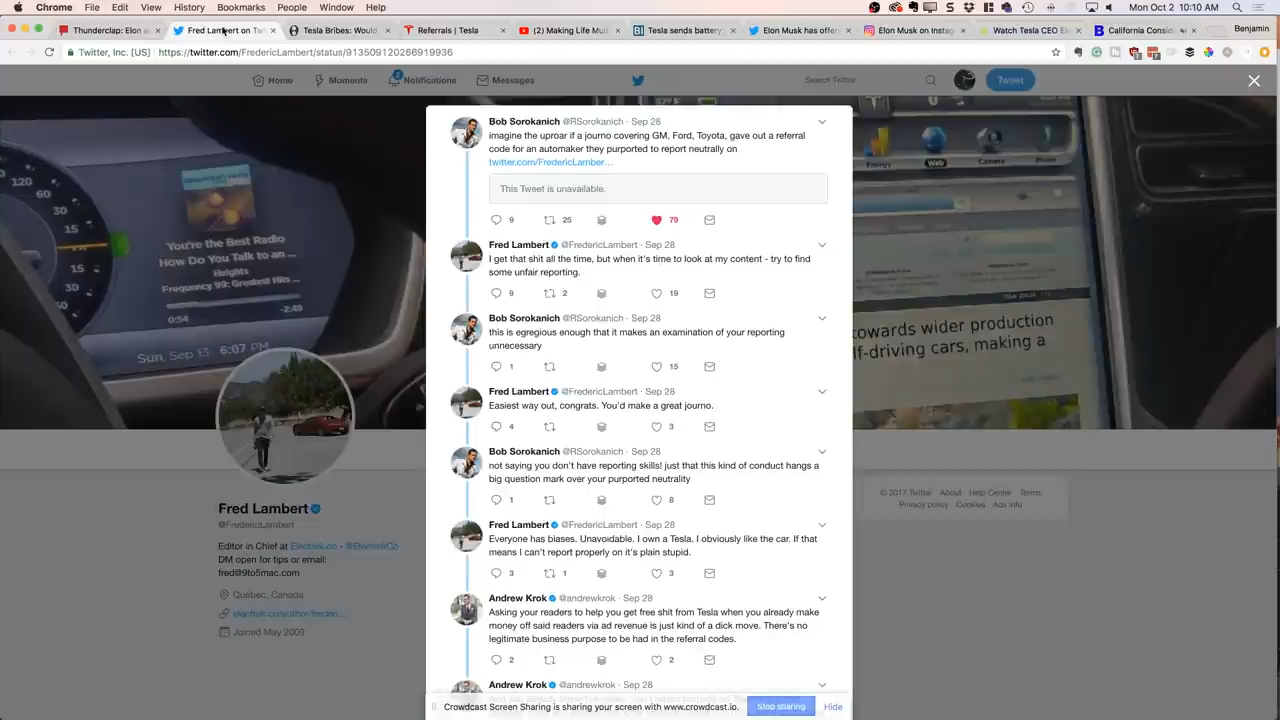 Chrome File Edit View History Bookmarks People Window Help Mon Oct 2 10:10 AM
Thunderclap: Elon Fred Lambert on Twi Tesla Bribes: Would Referrals | Tesla (2) Making Life Mul Tesla sends battery Elon Musk has offer Elon Musk on Instag Watch Tesla CEO El California Consid Benjamin
Twitter, Inc. [US] https://twitter.com/FredericLambert/status/913509120266919936
Home Moments 2 Notifications Messages Search Twitter Tweet
Bob Sorokanich @RSorokanich · Sep 28
imagine the uproar if a journo covering GM, Ford, Toyota, gave out a referral
code for an automaker they purported to report neutrally on
twitter.com/FredericLamber…
This Tweet is unavailable.
9 25 79
Fred Lambert @FredericLambert · Sep 28
I get that shit all the time, but when it's time to look at my content - try to find
some unfair reporting.
9 2 19
Bob Sorokanich @RSorokanich · Sep 28
this is egregious enough that it makes an examination of your reporting
unnecessary
1 15
Fred Lambert @FredericLambert · Sep 28
Easiest way out, congrats. You'd make a great journo.
4 3
Bob Sorokanich @RSorokanich · Sep 28
not saying you don't have reporting skills! just that this kind of conduct hangs a
big question mark over your purported neutrality
1 8
Fred Lambert @FredericLambert · Sep 28
Everyone has biases. Unavoidable. I own a Tesla. I obviously like the car. If that
means I can't report properly on it's plain stupid.
3 1 3
Andrew Krok @andrewkrok · Sep 28
Asking your readers to help you get free shit from Tesla when you already make
money off said readers via ad revenue is just kind of a dick move. There's no
legitimate business purpose to be had in the referral codes.
2 2
Andrew Krok @andrewkrok · Sep 28
Crowdcast Screen Sharing is sharing your screen with www.crowdcast.io. Stop sharing Hide
120
30
15
0
15
30
You're the Best Radio
How Do You Talk to an ...
Heights
Frequency 99: Greatest Hits ...
0:54 -2:49
Sun, Sep 13 6:07 PM
Energy Web Camera Phone
towards wider production
lf-driving cars, making a
Fred Lambert
@FredericLambert
Editor in Chief at Electrek.co - @ElectrekCo
DM open for tips or email:
fred@9to5mac.com
Québec, Canada
electrek.co/author/frederi...
Joined May 2009
© 2017 Twitter About Help Center Terms
Privacy policy Cookies Ads info